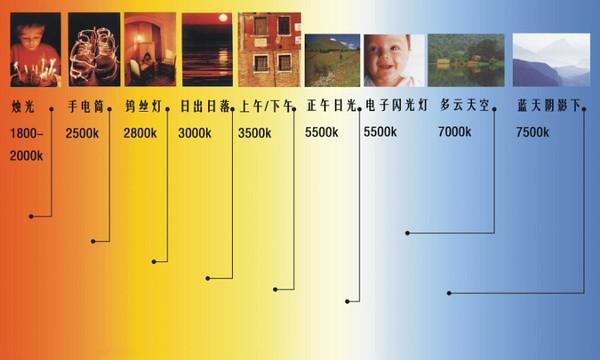 烛光
手电筒
钨丝灯
日出日落
上午/下午
正午日光
电子闪光灯
多云天空
蓝天阴影下
1800-
2000k
2500k
2800k
3000k
3500k
5500k
5500k
7000k
7500k